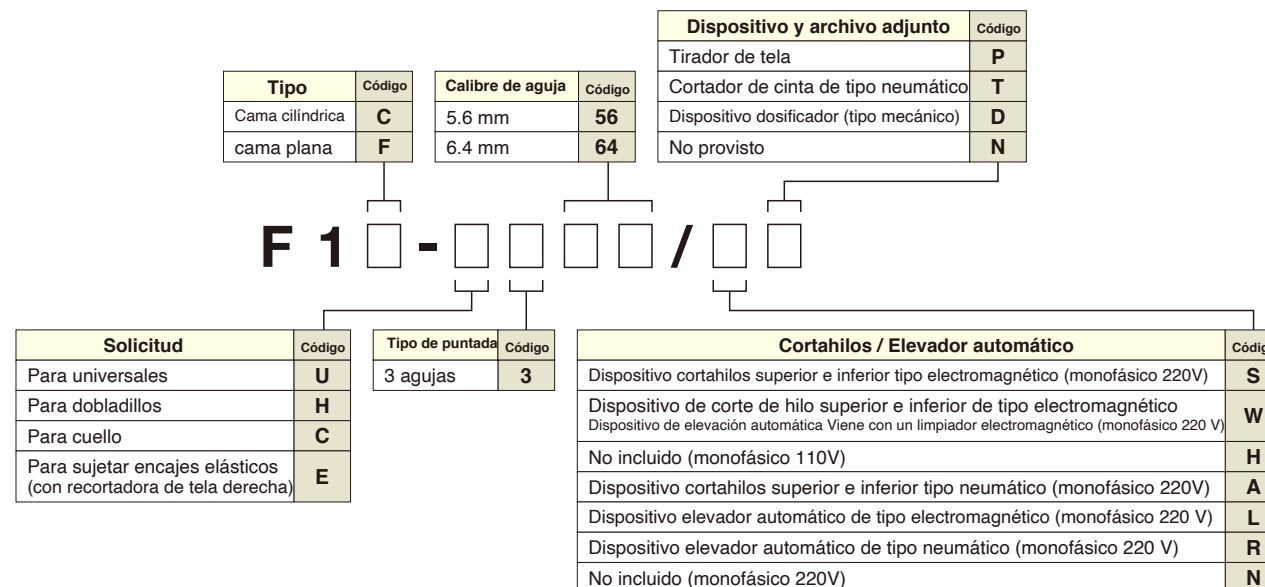 Dispositivo y archivo adjunto Código
Tirador de tela P
Cortador de cinta de tipo neumático T
Dispositivo dosificador (tipo mecánico) D
No provisto N
Tipo Código
Cama cilíndrica C
cama plana F
Calibre de aguja Código
5.6 mm 56
6.4 mm 64
F 1 □ - □ □ □ □ / □ □
Solicitud Código
Para universales U
Para dobladillos H
Para cuello C
Para sujetar encajes elásticos
(con recortadora de tela derecha) E
Tipo de puntada Código
3 agujas 3
Cortahilos / Elevador automático Códig
Dispositivo cortahilos superior e inferior tipo electromagnético (monofásico 220V) S
Dispositivo de corte de hilo superior e inferior de tipo electromagnético
Dispositivo de elevación automática Viene con un limpiador electromagnético (monofásico 220 V) W
No incluido (monofásico 110V) H
Dispositivo cortahilos superior e inferior tipo neumático (monofásico 220V) A
Dispositivo elevador automático de tipo electromagnético (monofásico 220 V) L
Dispositivo elevador automático de tipo neumático (monofásico 220 V) R
No incluido (monofásico 220V) N